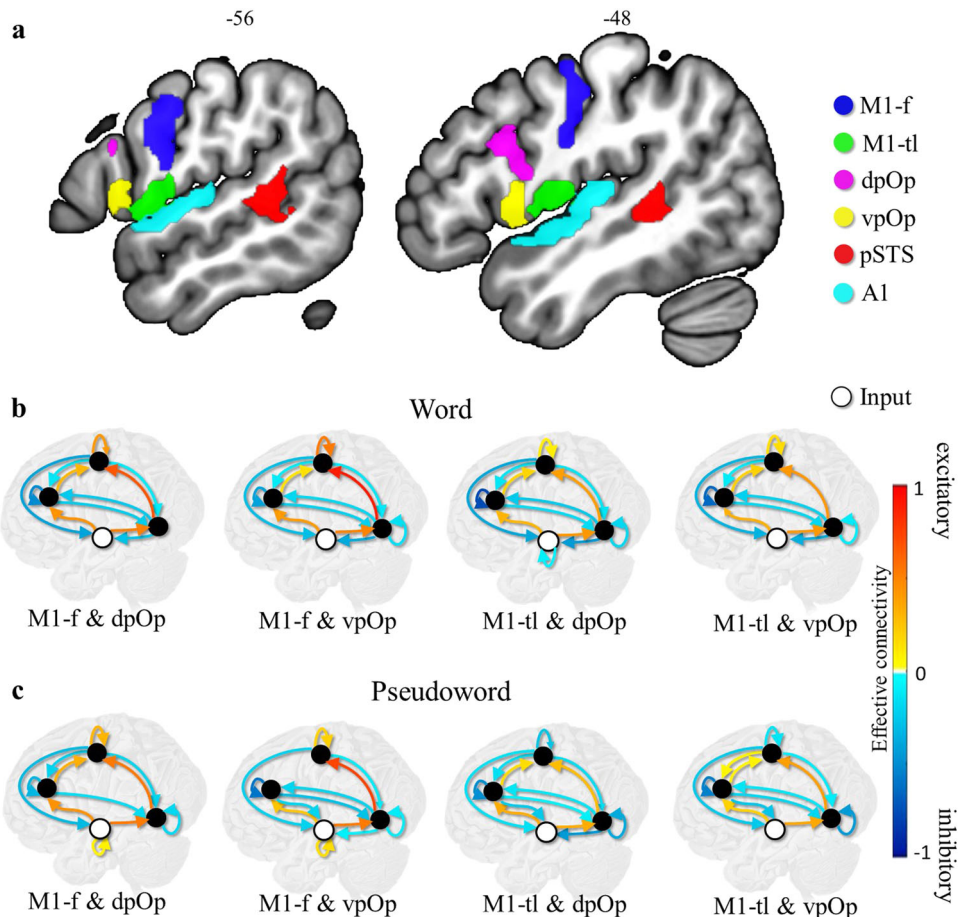 a
-56
-48
M1-f
M1-tl
dpOp
vpOp
pSTS
A1
Input
b
Word
M1-f & dpOp
M1-f & vpOp
M1-tl & dpOp
M1-tl & vpOp
c
Pseudoword
M1-f & dpOp
M1-f & vpOp
M1-tl & dpOp
M1-tl & vpOp
excitatory
1
Effective connectivity
0
-1
inhibitory